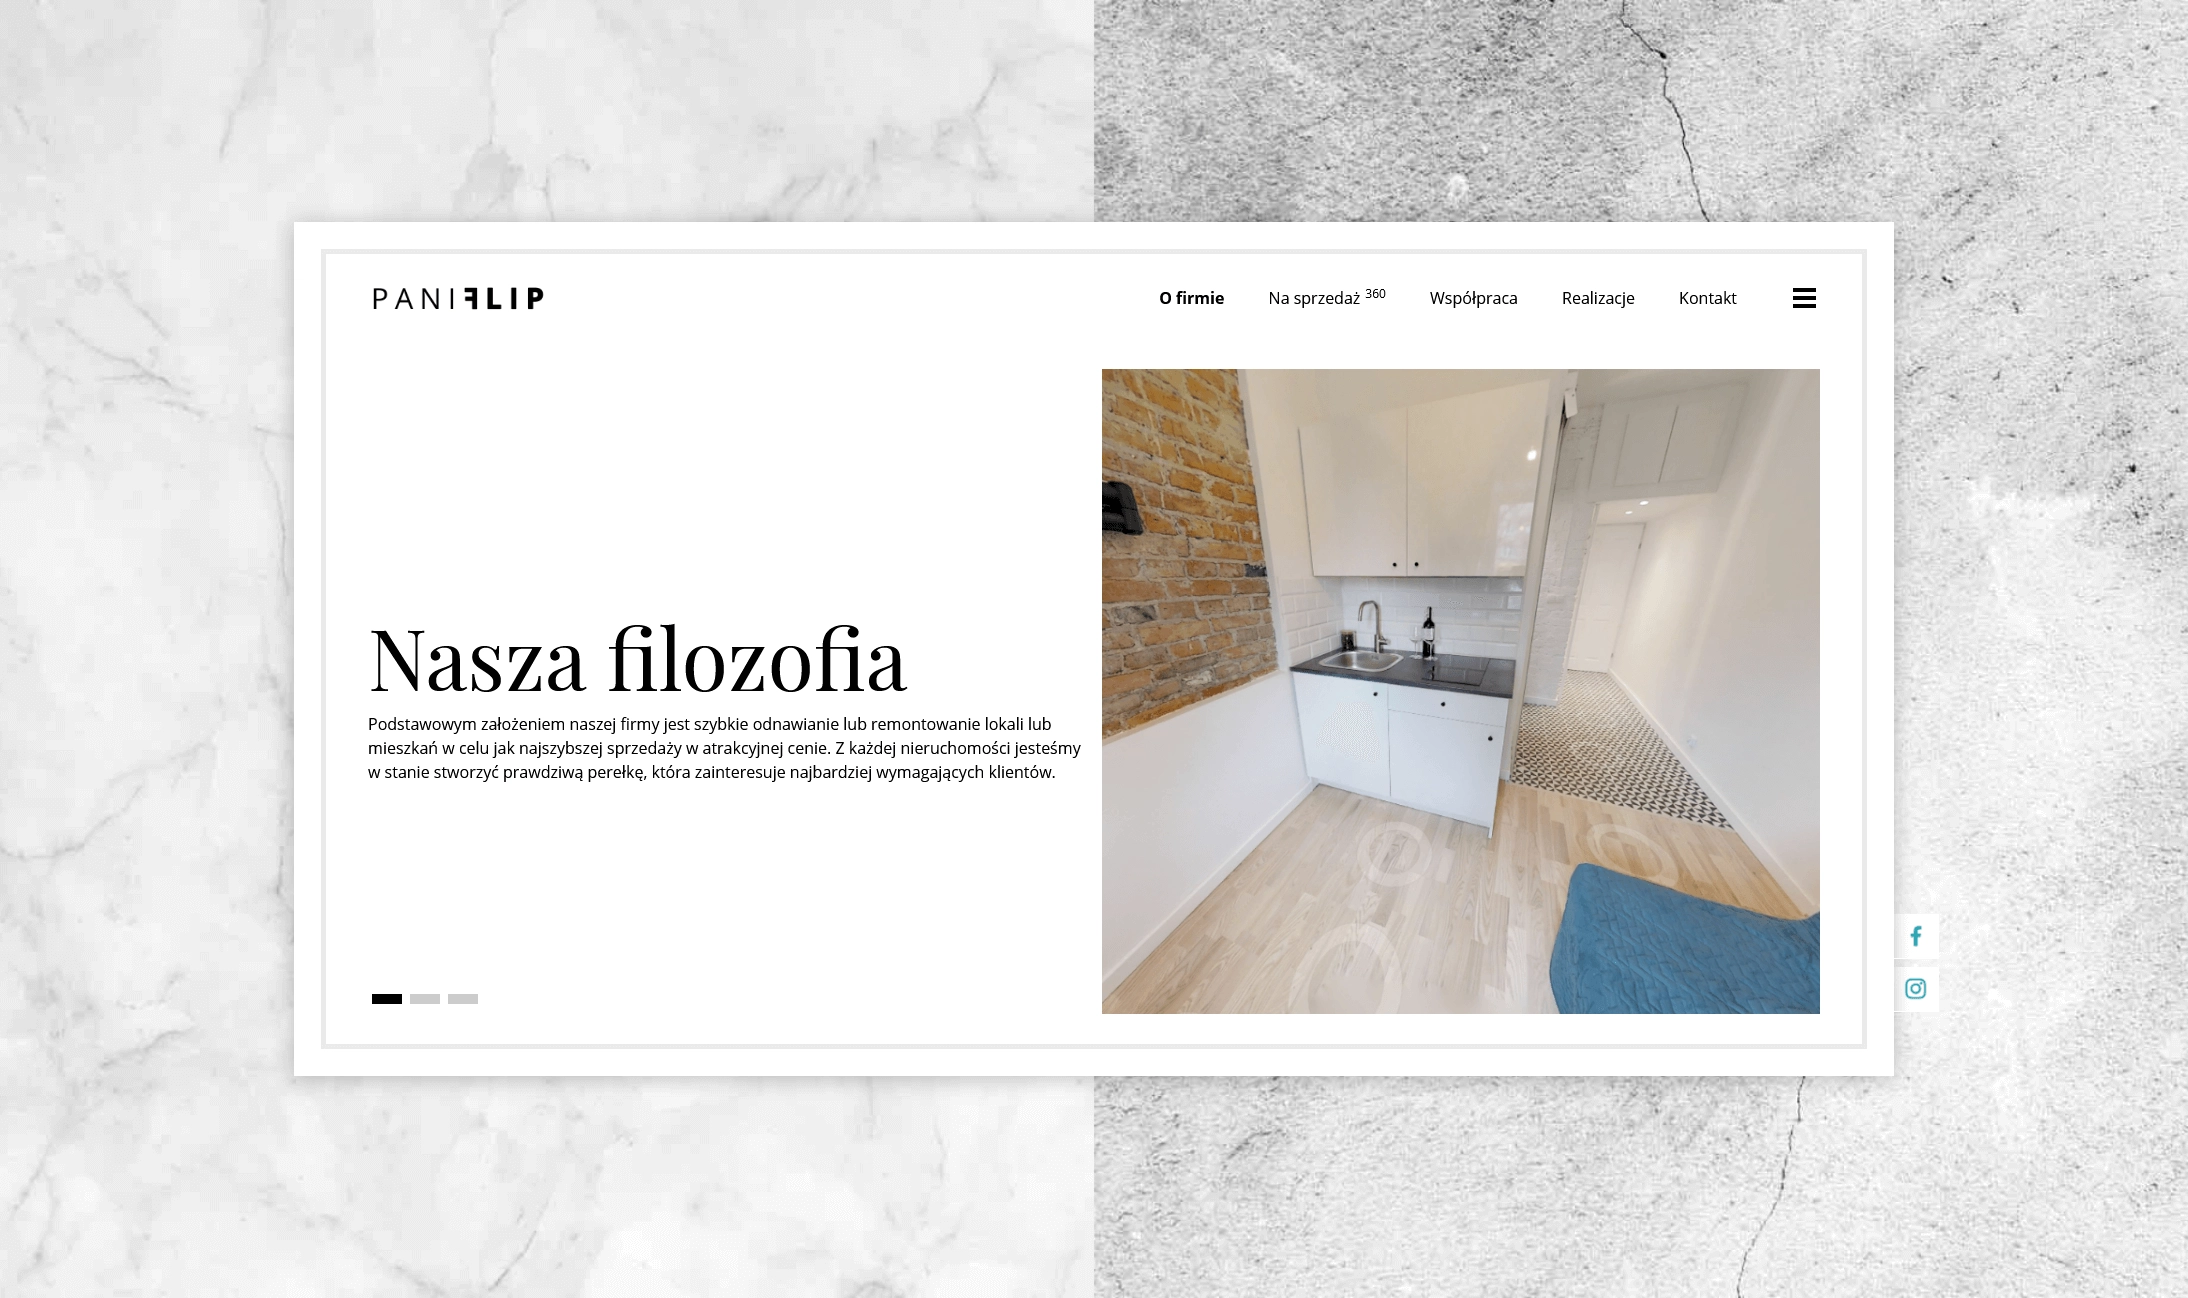 PANIFLIP
O firmie Na sprzedaż 360 Współpraca Realizacje Kontakt
Nasza filozofia
Podstawowym założeniem naszej firmy jest szybkie odnawianie lub remontowanie lokali lub
mieszkań w celu jak najszybszej sprzedaży w atrakcyjnej cenie. Z każdej nieruchomości jesteśmy
w stanie stworzyć prawdziwą perełkę, która zainteresuje najbardziej wymagających klientów.